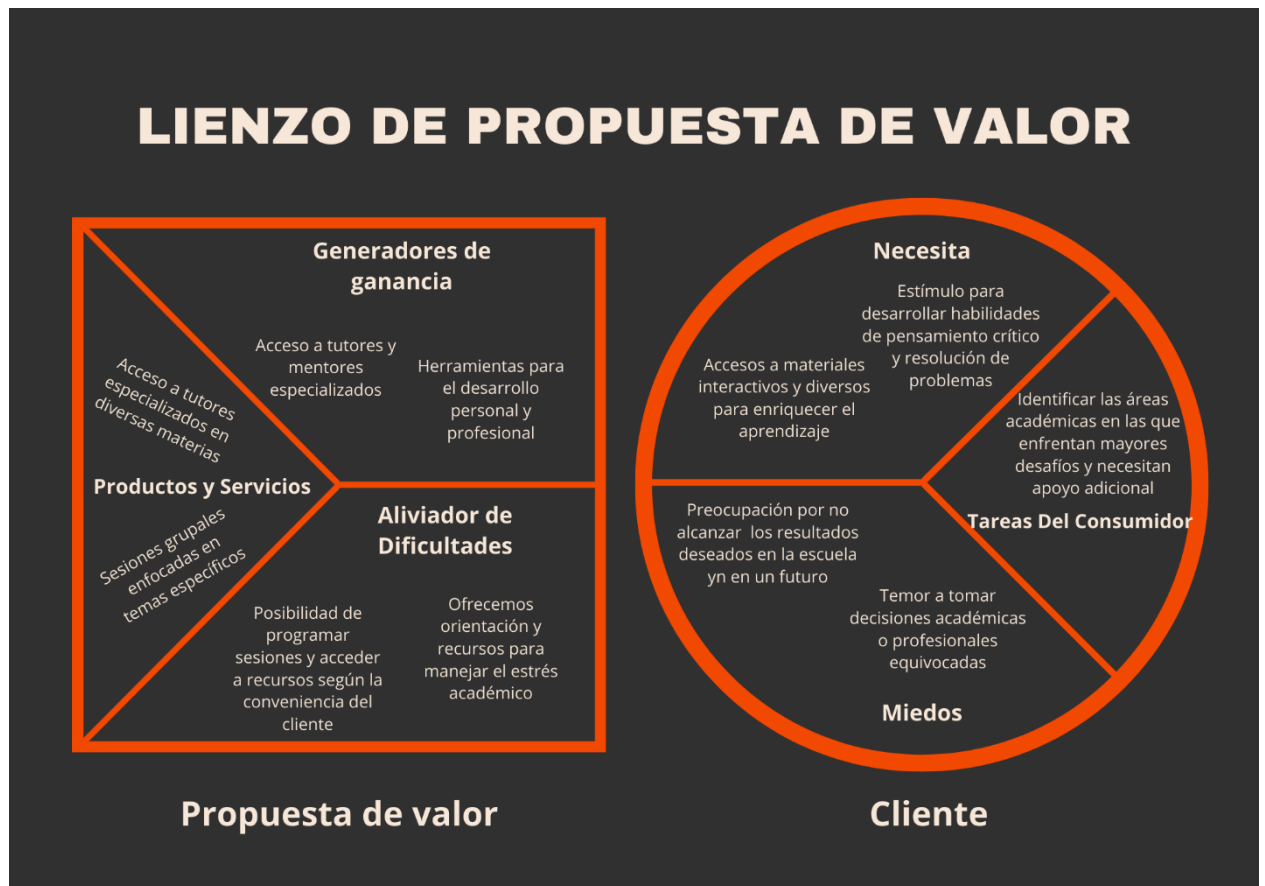 LIENZO DE PROPUESTA DE VALOR
Generadores de
ganancia
Acceso a tutores y
mentores
especializados
Herramientas para
el desarrollo
personal y
profesional
Acceso a tutores
especializados en
diversas materias
Productos y Servicios
Sesiones grupales
enfocadas en
temas específicos
Aliviador de
Dificultades
Posibilidad de
programar
sesiones y acceder
a recursos según la
conveniencia del
cliente
Ofrecemos
orientación y
recursos para
manejar el estrés
académico
Propuesta de valor
Necesita
Estímulo para
desarrollar habilidades
de pensamiento crítico
y resolución de
problemas
Accesos a materiales
interactivos y diversos
para enriquecer el
aprendizaje
Identificar las áreas
académicas en las que
enfrentan mayores
desafíos y necesitan
apoyo adicional
Tareas Del Consumidor
Preocupación por no
alcanzar los resultados
deseados en la escuela
yn en un futuro
Temor a tomar
decisiones académicas
o profesionales
equivocadas
Miedos
Cliente